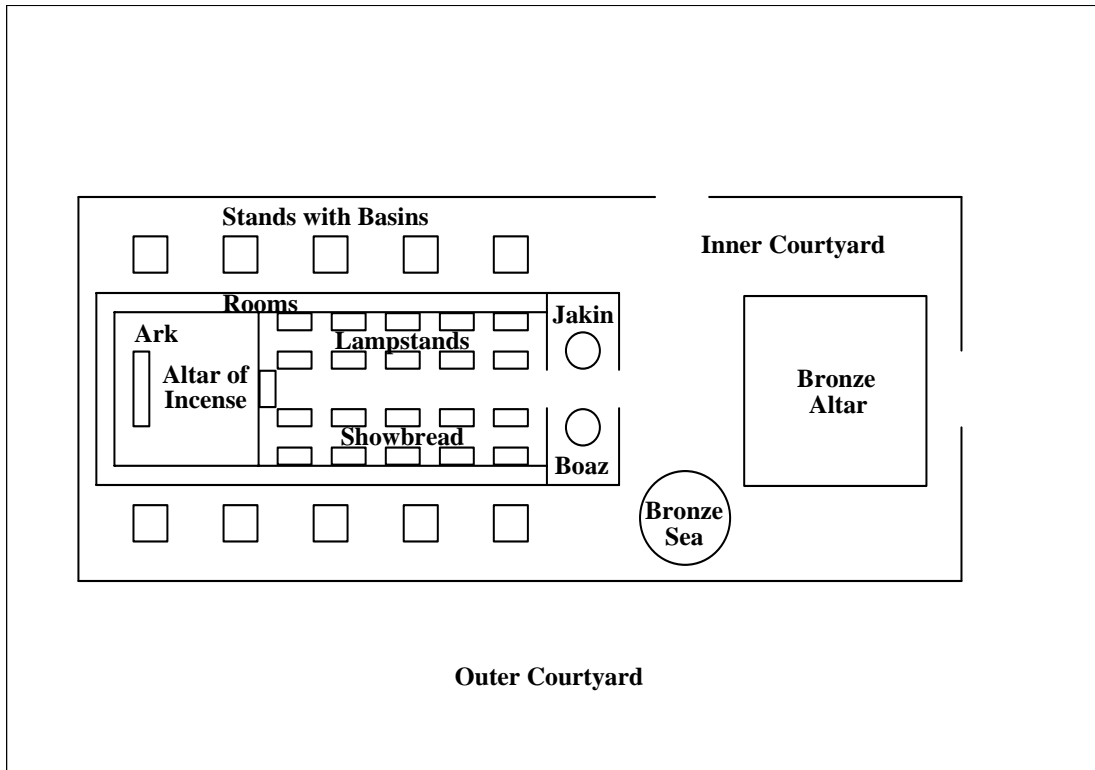 Stands with Basins
Inner Courtyard
Rooms
Jakin
Ark
Lampstands
Altar of
Incense
Bronze
Altar
Showbread
Boaz
Bronze
Sea
Outer Courtyard